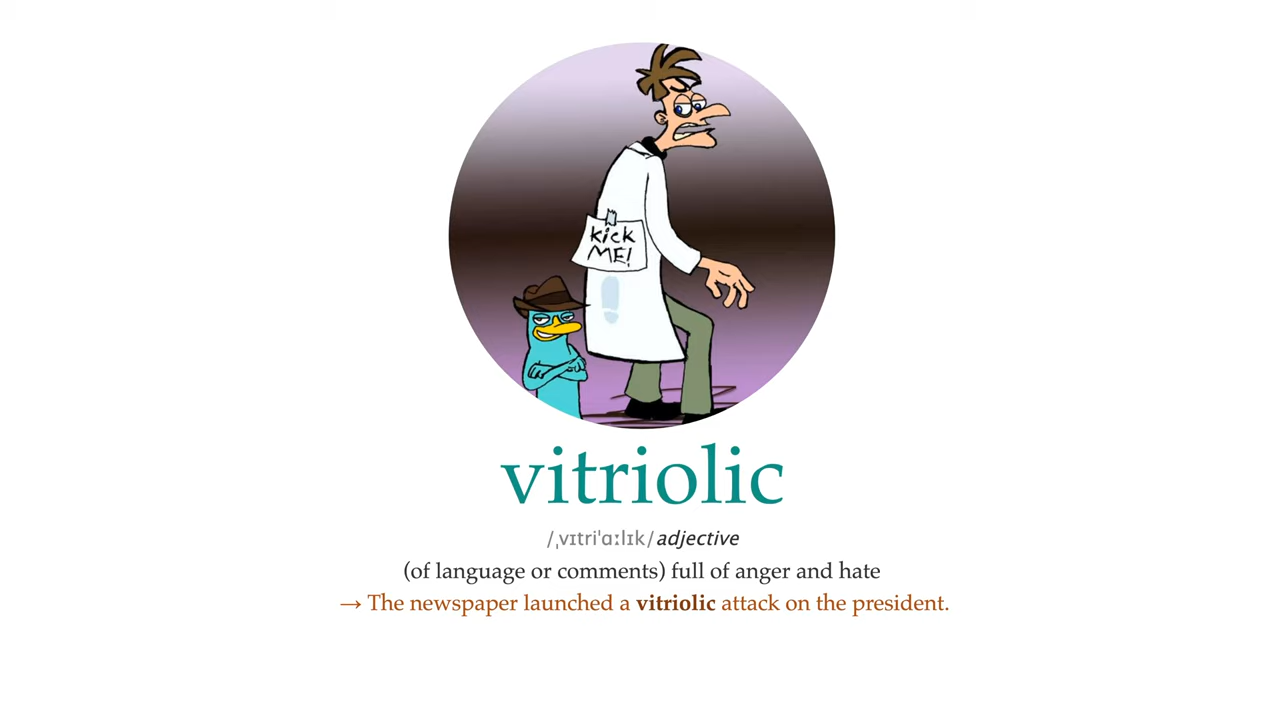 KicK
ME!
vitriolic
/ˌvɪtriˈɑːlɪk/ adjective
(of language or comments) full of anger and hate
→ The newspaper launched a vitriolic attack on the president.